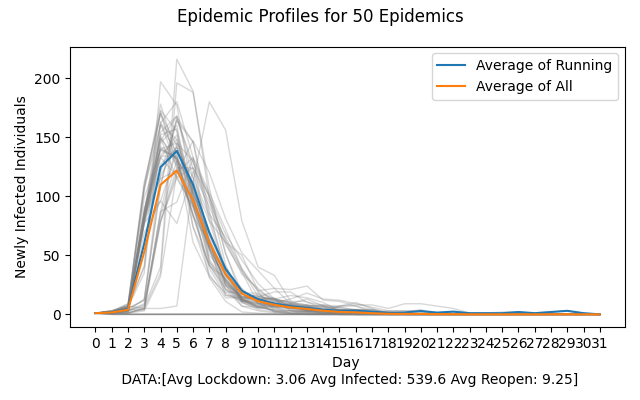 Epidemic Profiles for 50 Epidemics
Average of Running
Average of All
Newly Infected Individuals
200
150
100
50
0
0 1 2 3 4 5 6 7 8 9 10 11 12 13 14 15 16 17 18 19 20 21 22 23 24 25 26 27 28 29 30 31
Day
DATA:[Avg Lockdown: 3.06 Avg Infected: 539.6 Avg Reopen: 9.25]